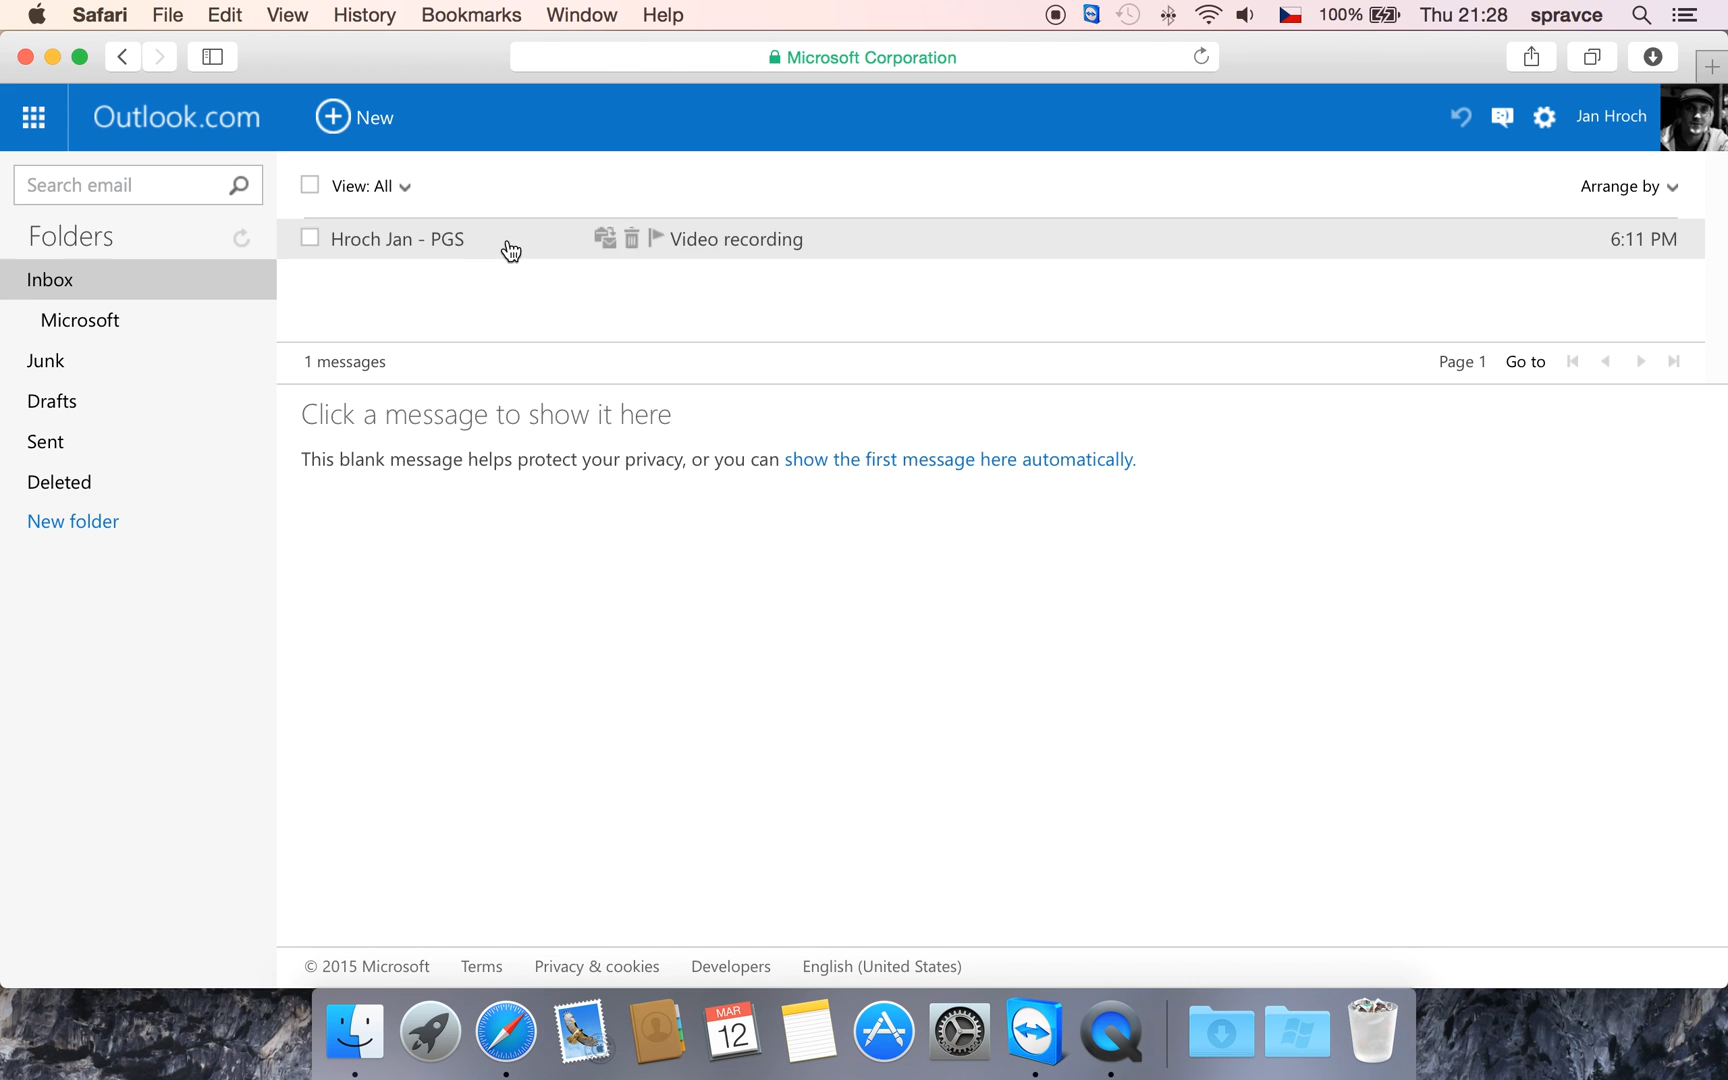 Safari File Edit View History Bookmarks Window Help 100% Thu 21:28 spravce
Microsoft Corporation
Outlook.com New Jan Hroch
Search email
View: All Arrange by
Folders
Hroch Jan - PGS Video recording 6:11 PM
Inbox
Microsoft
Junk
1 messages Page 1 Go to
Drafts
Click a message to show it here
Sent
This blank message helps protect your privacy, or you can show the first message here automatically.
Deleted
New folder
© 2015 Microsoft Terms Privacy & cookies Developers English (United States)
MAR
12